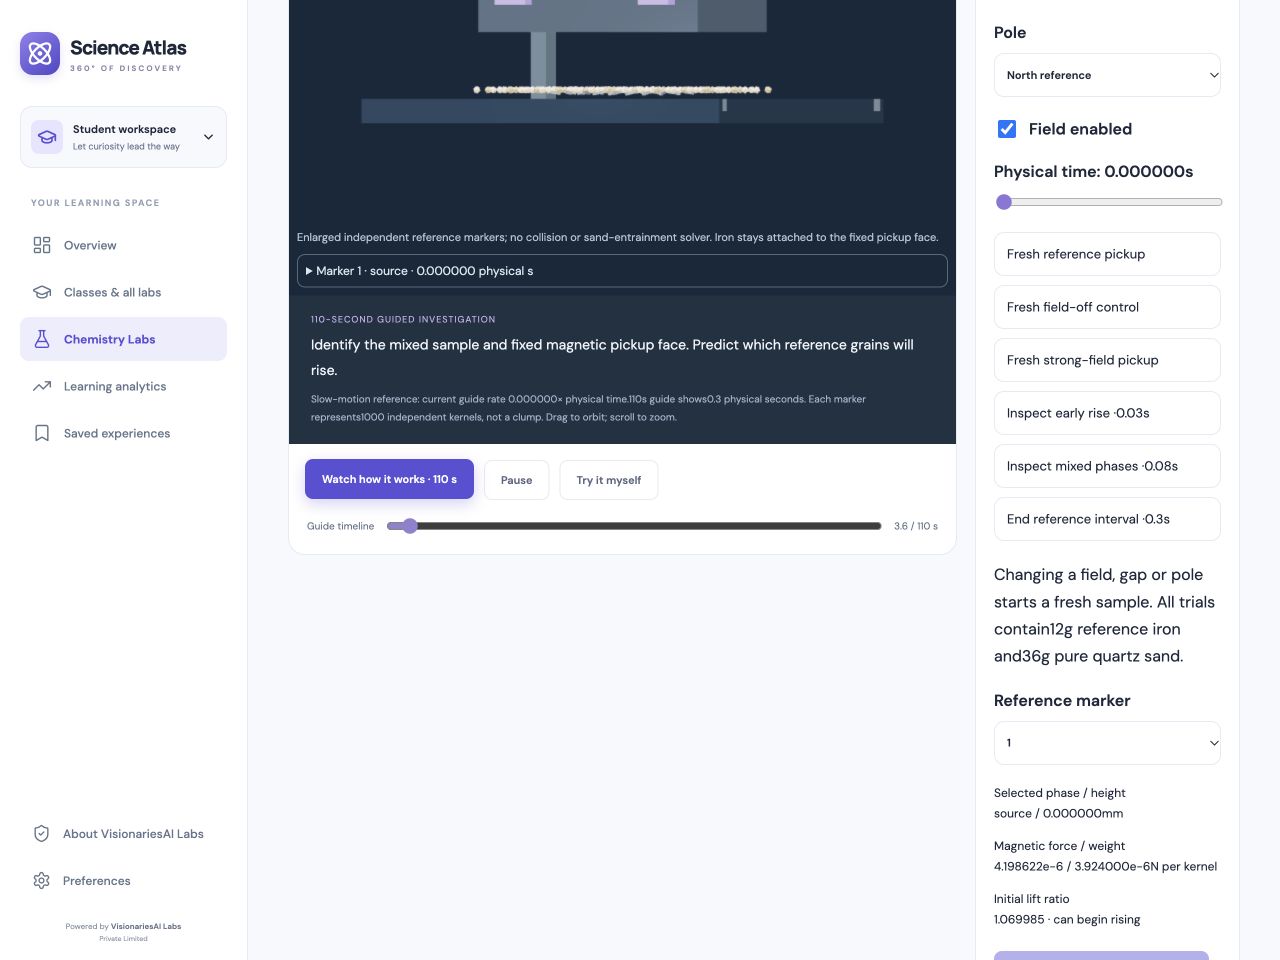 Science Atlas
360° OF DISCOVERY
Student workspace
Let curiosity lead the way
YOUR LEARNING SPACE
Overview
Classes & all labs
Chemistry Labs
Learning analytics
Saved experiences
About VisionariesAI Labs
Preferences
Powered by VisionariesAI Labs
Private Limited
Enlarged independent reference markers; no collision or sand-entrainment solver. Iron stays attached to the fixed pickup face.
Marker 1 · source · 0.000000 physical s
110-SECOND GUIDED INVESTIGATION
Identify the mixed sample and fixed magnetic pickup face. Predict which reference grains will
rise.
Slow-motion reference: current guide rate 0.000000× physical time.110s guide shows0.3 physical seconds. Each marker
represents1000 independent kernels, not a clump. Drag to orbit; scroll to zoom.
Watch how it works · 110 s
Pause
Try it myself
Guide timeline
3.6 / 110 s
Pole
North reference
Field enabled
Physical time: 0.000000s
Fresh reference pickup
Fresh field-off control
Fresh strong-field pickup
Inspect early rise ·0.03s
Inspect mixed phases ·0.08s
End reference interval ·0.3s
Changing a field, gap or pole
starts a fresh sample. All trials
contain12g reference iron
and36g pure quartz sand.
Reference marker
1
Selected phase / height
source / 0.000000mm
Magnetic force / weight
4.198622e-6 / 3.924000e-6N per kernel
Initial lift ratio
1.069985 · can begin rising